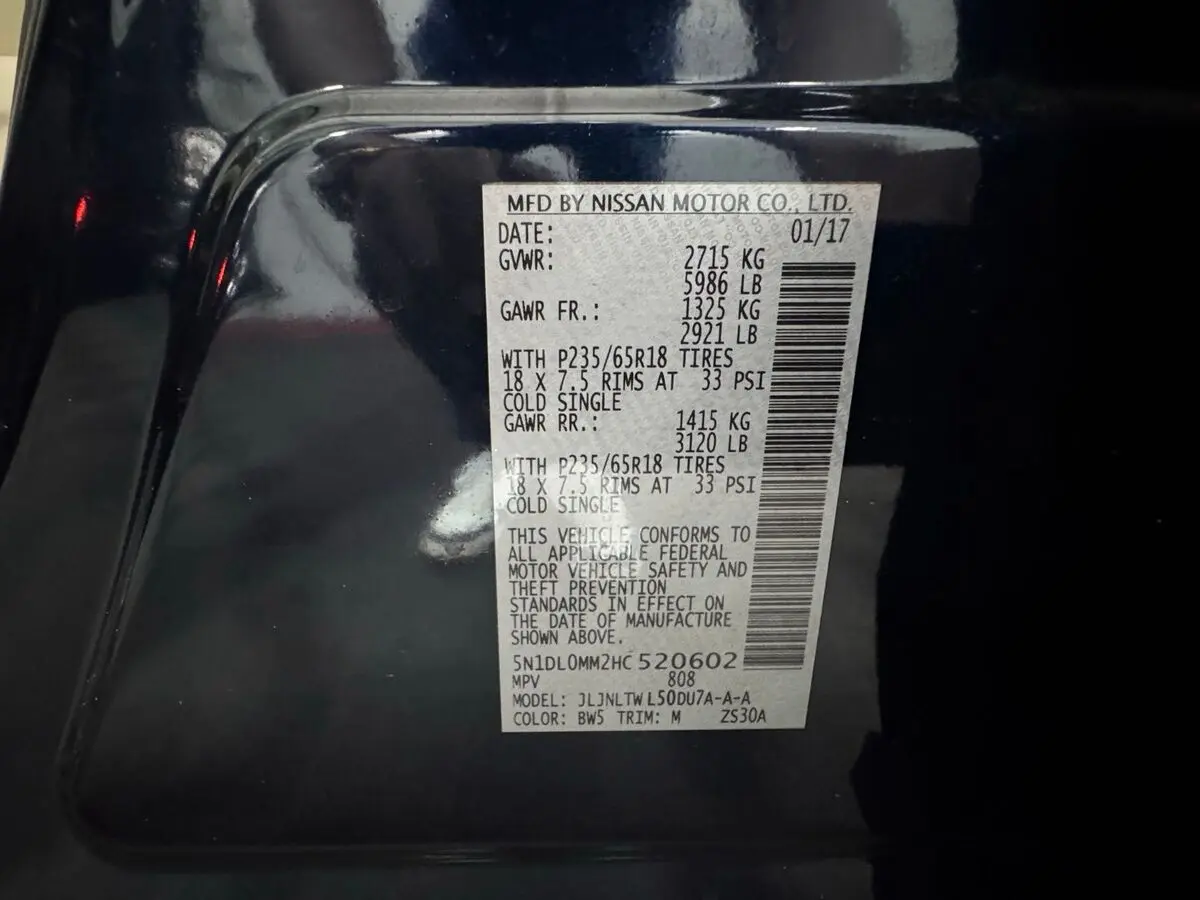 MFD BY NISSAN MOTOR CO., LTD.
DATE: 01/17
GVWR: 2715 KG
5986 LB
GAWR FR.: 1325 KG
2921 LB
WITH P235/65R18 TIRES
18 X 7.5 RIMS AT 33 PSI
COLD SINGLE
GAWR RR.: 1415 KG
3120 LB
WITH P235/65R18 TIRES
18 X 7.5 RIMS AT 33 PSI
COLD SINGLE
THIS VEHICLE CONFORMS TO
ALL APPLICABLE FEDERAL
MOTOR VEHICLE SAFETY AND
THEFT PREVENTION
STANDARDS IN EFFECT ON
THE DATE OF MANUFACTURE
SHOWN ABOVE.
5N1DL0MM2HC 520602
MPV 808
MODEL: JLJNLTW L50DU7A-A-A
COLOR: BW5 TRIM: M ZS30A